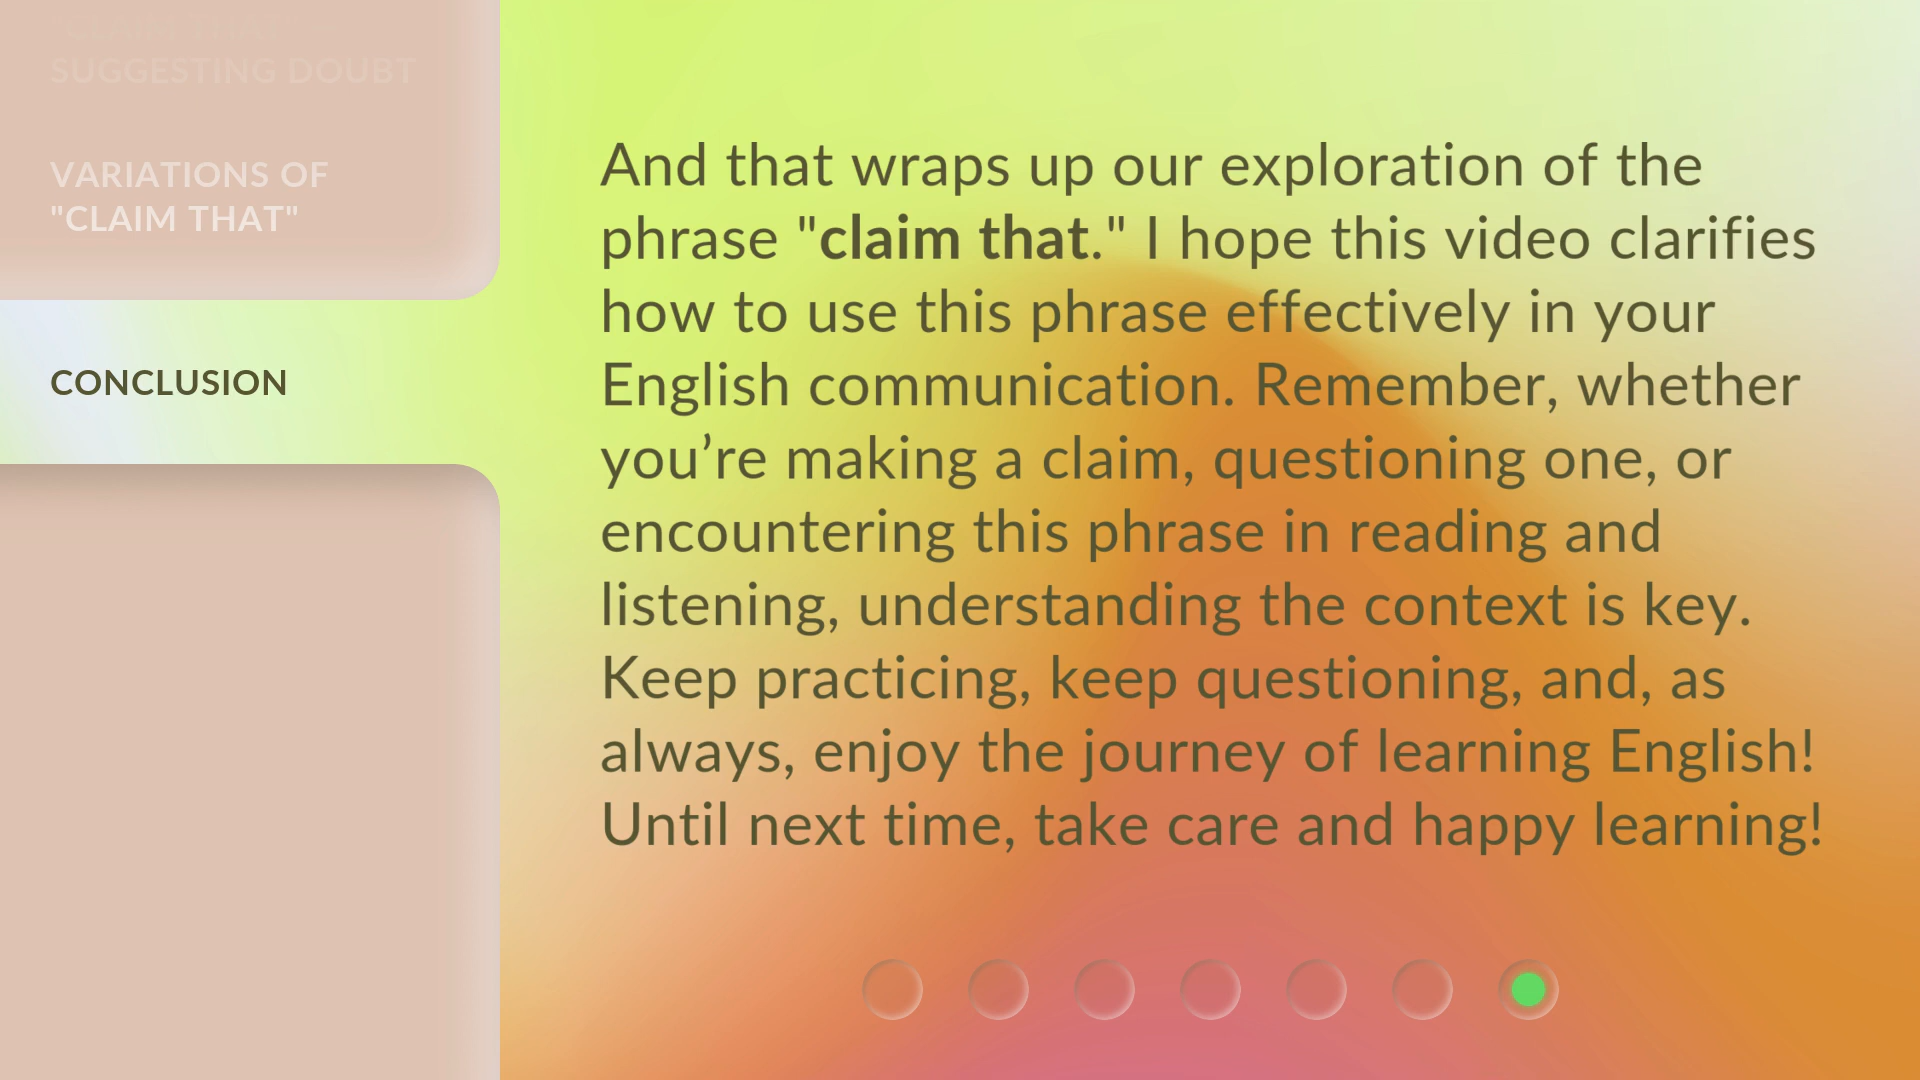 "CLAIM THAT" -
SUGGESTING DOUBT
VARIATIONS OF
"CLAIM THAT"
CONCLUSION
And that wraps up our exploration of the
phrase "claim that." I hope this video clarifies
how to use this phrase effectively in your
English communication. Remember, whether
you’re making a claim, questioning one, or
encountering this phrase in reading and
listening, understanding the context is key.
Keep practicing, keep questioning, and, as
always, enjoy the journey of learning English!
Until next time, take care and happy learning!